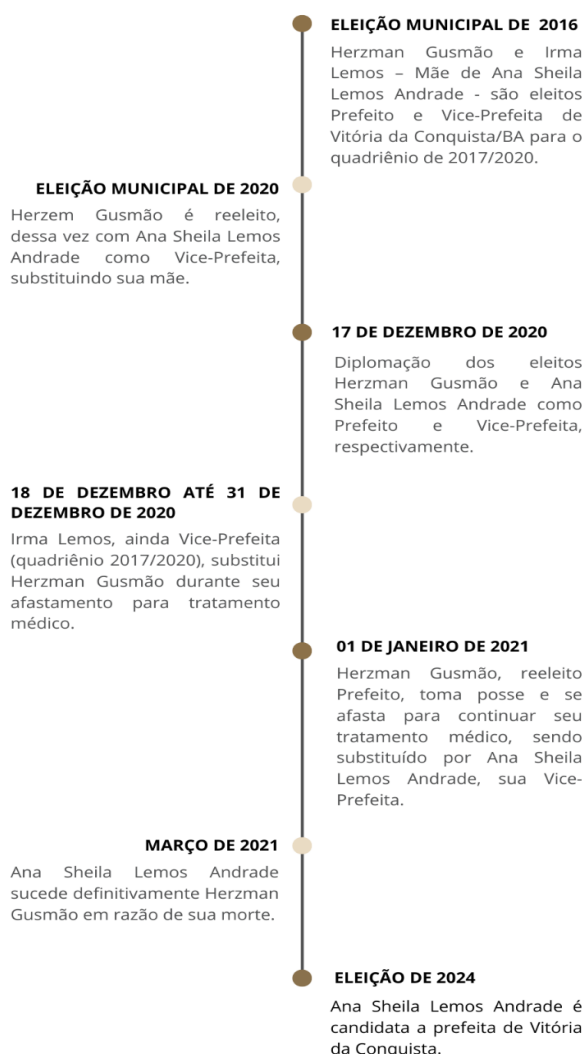 ELEIÇÃO MUNICIPAL DE 2016
Herzman Gusmão e Irma
Lemos – Mãe de Ana Sheila
Lemos Andrade - são eleitos
Prefeito e Vice-Prefeita de
Vitória da Conquista/BA para o
quadriênio de 2017/2020.
ELEIÇÃO MUNICIPAL DE 2020
Herzem Gusmão é reeleito,
dessa vez com Ana Sheila Lemos
Andrade como Vice-Prefeita,
substituindo sua mãe.
17 DE DEZEMBRO DE 2020
Diplomação dos eleitos
Herzman Gusmão e Ana
Sheila Lemos Andrade como
Prefeito e Vice-Prefeita,
respectivamente.
18 DE DEZEMBRO ATÉ 31 DE
DEZEMBRO DE 2020
Irma Lemos, ainda Vice-Prefeita
(quadriênio 2017/2020), substitui
Herzman Gusmão durante seu
afastamento para tratamento
médico.
01 DE JANEIRO DE 2021
Herzman Gusmão, reeleito
Prefeito, toma posse e se
afasta para continuar seu
tratamento médico, sendo
substituído por Ana Sheila
Lemos Andrade, sua Vice-
Prefeita.
MARÇO DE 2021
Ana Sheila Lemos Andrade
sucede definitivamente Herzman
Gusmão em razão de sua morte.
ELEIÇÃO DE 2024
Ana Sheila Lemos Andrade é
candidata a prefeita de Vitória
da Conquista.